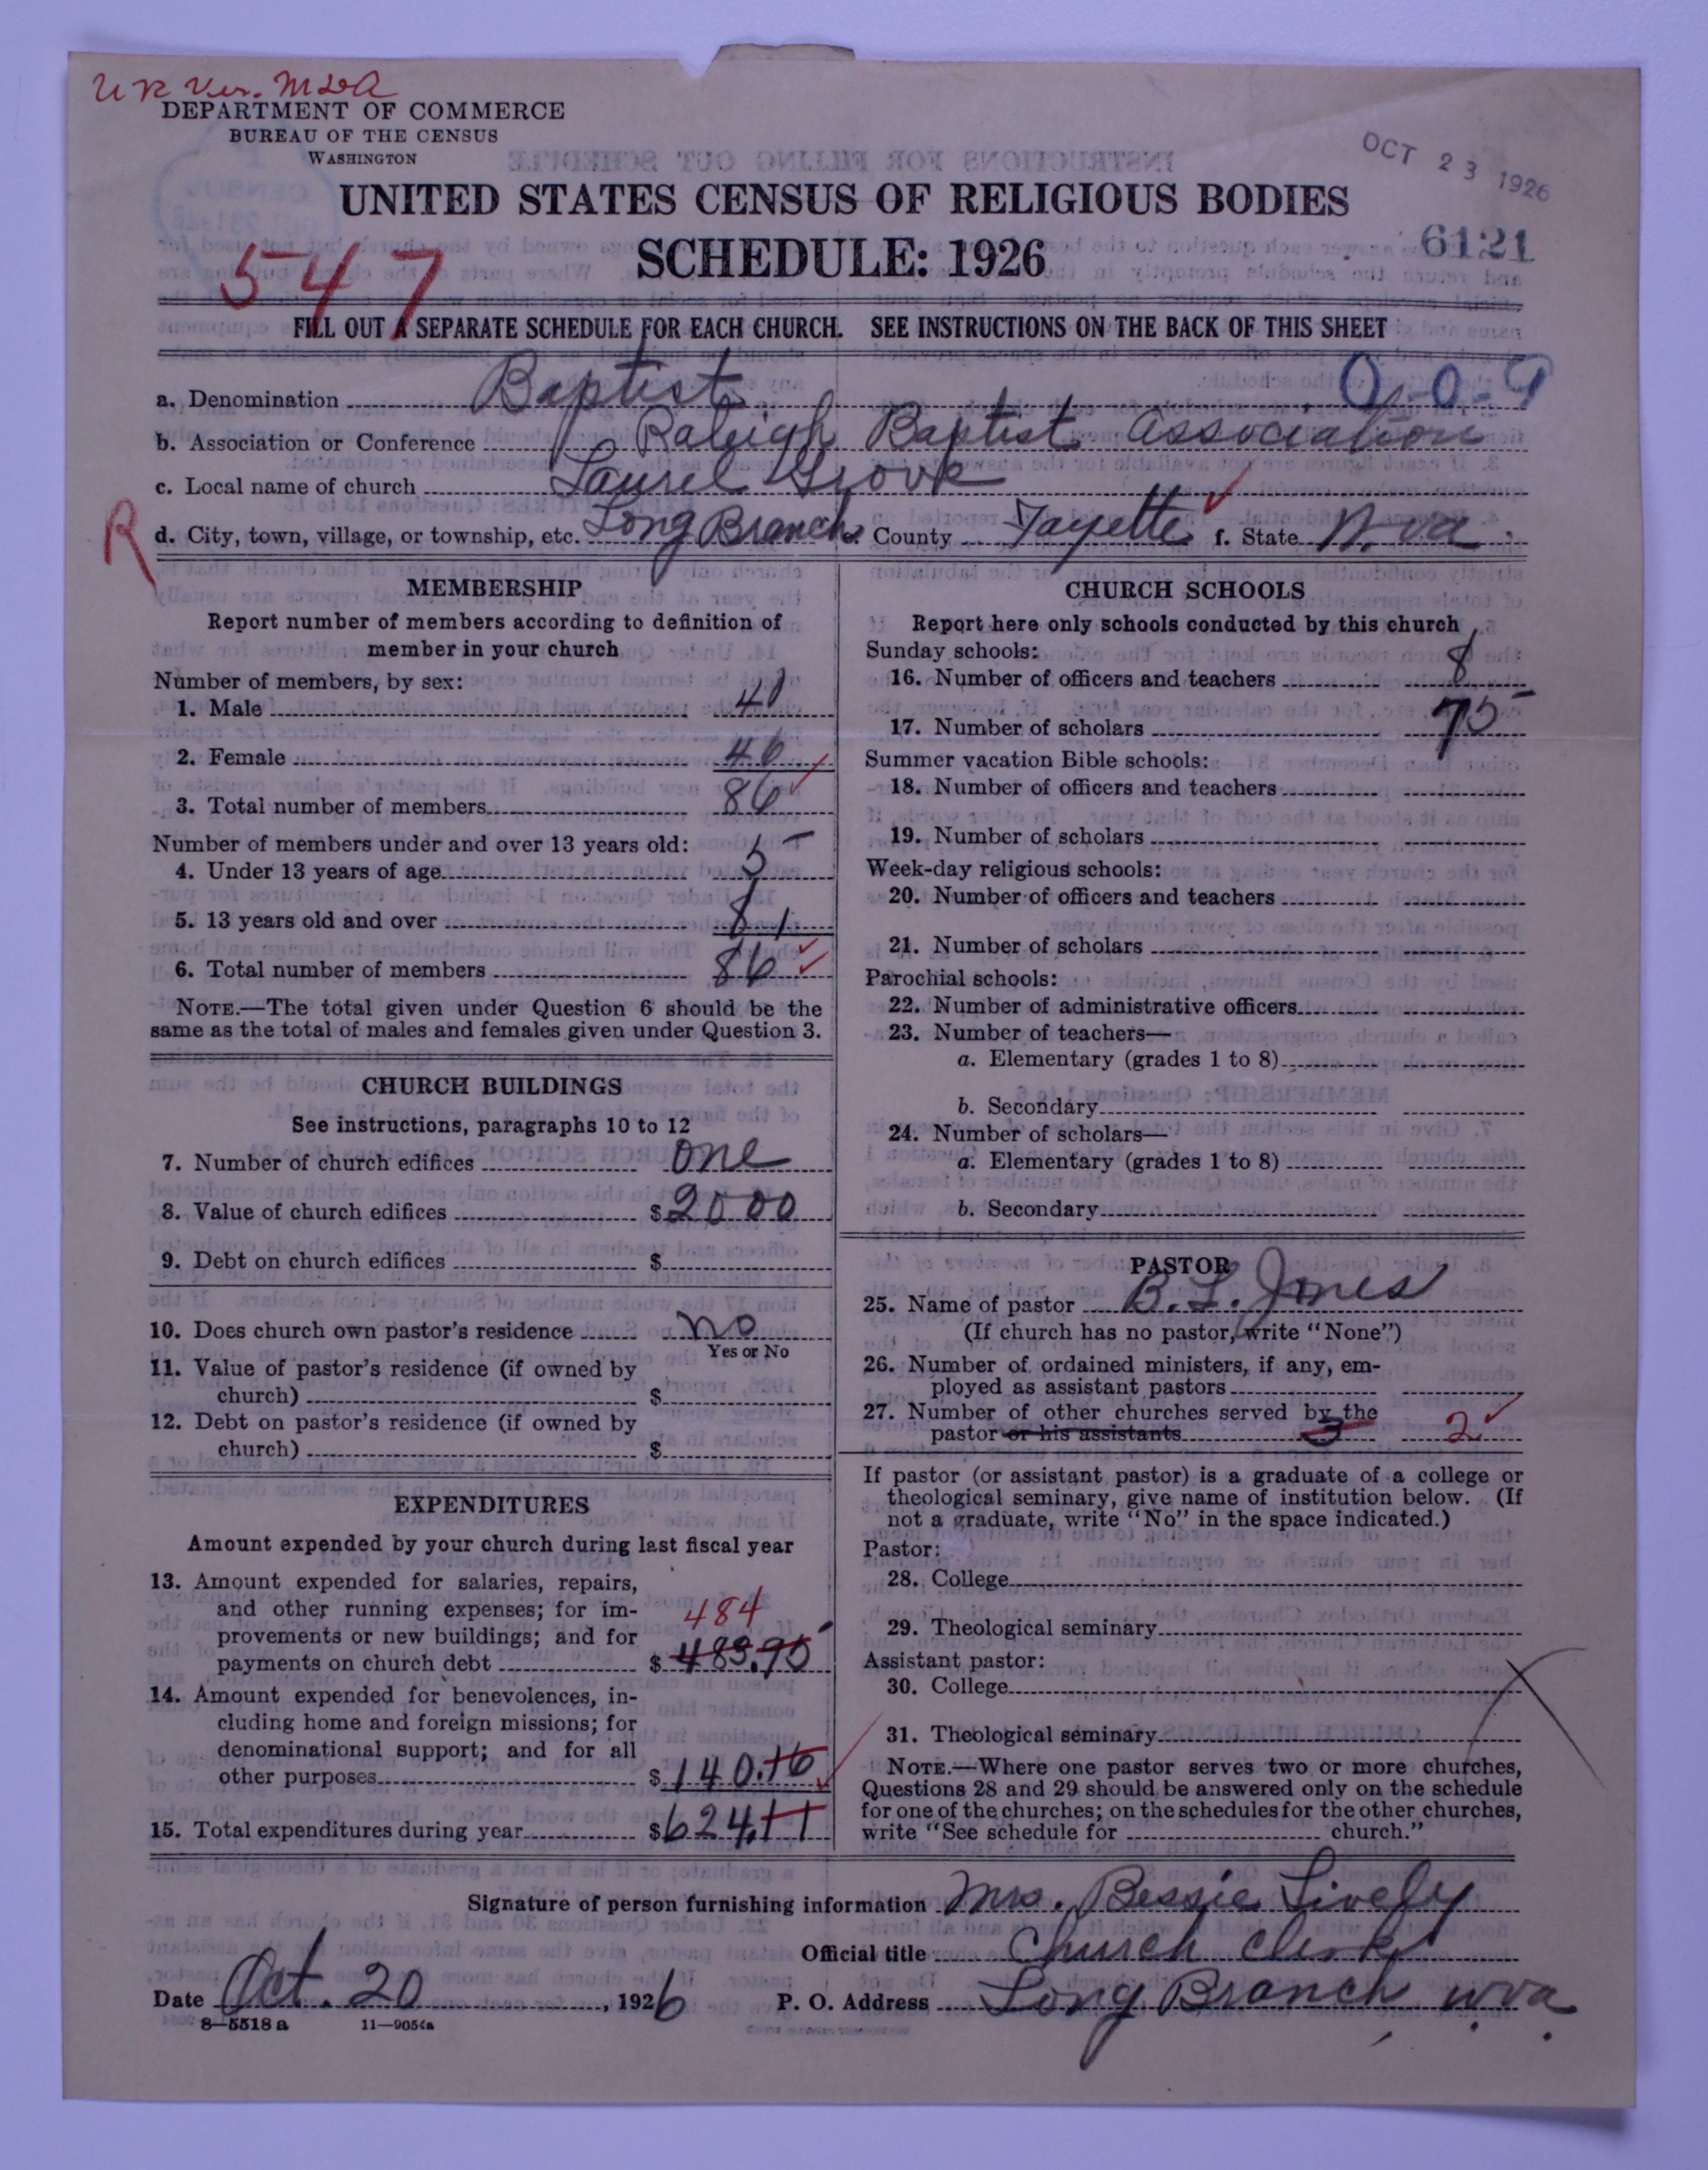 DEPARTMENT OF COMMERCE
BUREAU OF THE CENSUS
WASHINGTON
OCT 23 1926
UNITED STATES CENSUS OF RELIGIOUS BODIES
6121
SCHEDULE: 1926
547
FILL OUT A SEPARATE SCHEDULE FOR EACH CHURCH. SEE INSTRUCTIONS ON THE BACK OF THIS SHEET
0-0-9
a. Denomination Baptist
b. Association or Conference Raleigh Baptist Association
c. Local name of church Laurel Grove
R
d. City, town, village, or township, etc. Long Branch County Fayette f. State W. va.
MEMBERSHIP
Report number of members according to definition of
member in your church
Number of members, by sex:
1. Male 40
2. Female 46
3. Total number of members 86
Number of members under and over 13 years old:
4. Under 13 years of age 5
5. 13 years old and over 81
6. Total number of members 86
NOTE.—The total given under Question 6 should be the
same as the total of males and females given under Question 3.
CHURCH BUILDINGS
See instructions, paragraphs 10 to 12
7. Number of church edifices one
8. Value of church edifices $2000
9. Debt on church edifices $
10. Does church own pastor's residence no
Yes or No
11. Value of pastor's residence (if owned by
church) $
12. Debt on pastor's residence (if owned by
church) $
EXPENDITURES
Amount expended by your church during last fiscal year
13. Amount expended for salaries, repairs,
and other running expenses; for im-
484
provements or new buildings; and for
payments on church debt $483.95
14. Amount expended for benevolences, in-
cluding home and foreign missions; for
denominational support; and for all
other purposes $140.16
15. Total expenditures during year $624.11
CHURCH SCHOOLS
Report here only schools conducted by this church
Sunday schools:
16. Number of officers and teachers 8
17. Number of scholars 75
Summer vacation Bible schools:
18. Number of officers and teachers
19. Number of scholars
Week-day religious schools:
20. Number of officers and teachers
21. Number of scholars
Parochial schools:
22. Number of administrative officers
23. Number of teachers—
a. Elementary (grades 1 to 8)
b. Secondary
24. Number of scholars—
a. Elementary (grades 1 to 8)
b. Secondary
PASTOR
25. Name of pastor B. L. Jones
(If church has no pastor, write "None")
26. Number of ordained ministers, if any, em-
ployed as assistant pastors
27. Number of other churches served by the
pastor or his assistants 3 2
If pastor (or assistant pastor) is a graduate of a college or
theological seminary, give name of institution below. (If
not a graduate, write "No" in the space indicated.)
Pastor:
28. College
29. Theological seminary
Assistant pastor:
30. College
31. Theological seminary
NOTE.—Where one pastor serves two or more churches,
Questions 28 and 29 should be answered only on the schedule
for one of the churches; on the schedules for the other churches,
write "See schedule for church."
Signature of person furnishing information Mrs. Bessie Lively
Official title Church Clerk
Date Oct. 20, 1926 P. O. Address Long Branch W.Va.
8—5518a 11—9054a